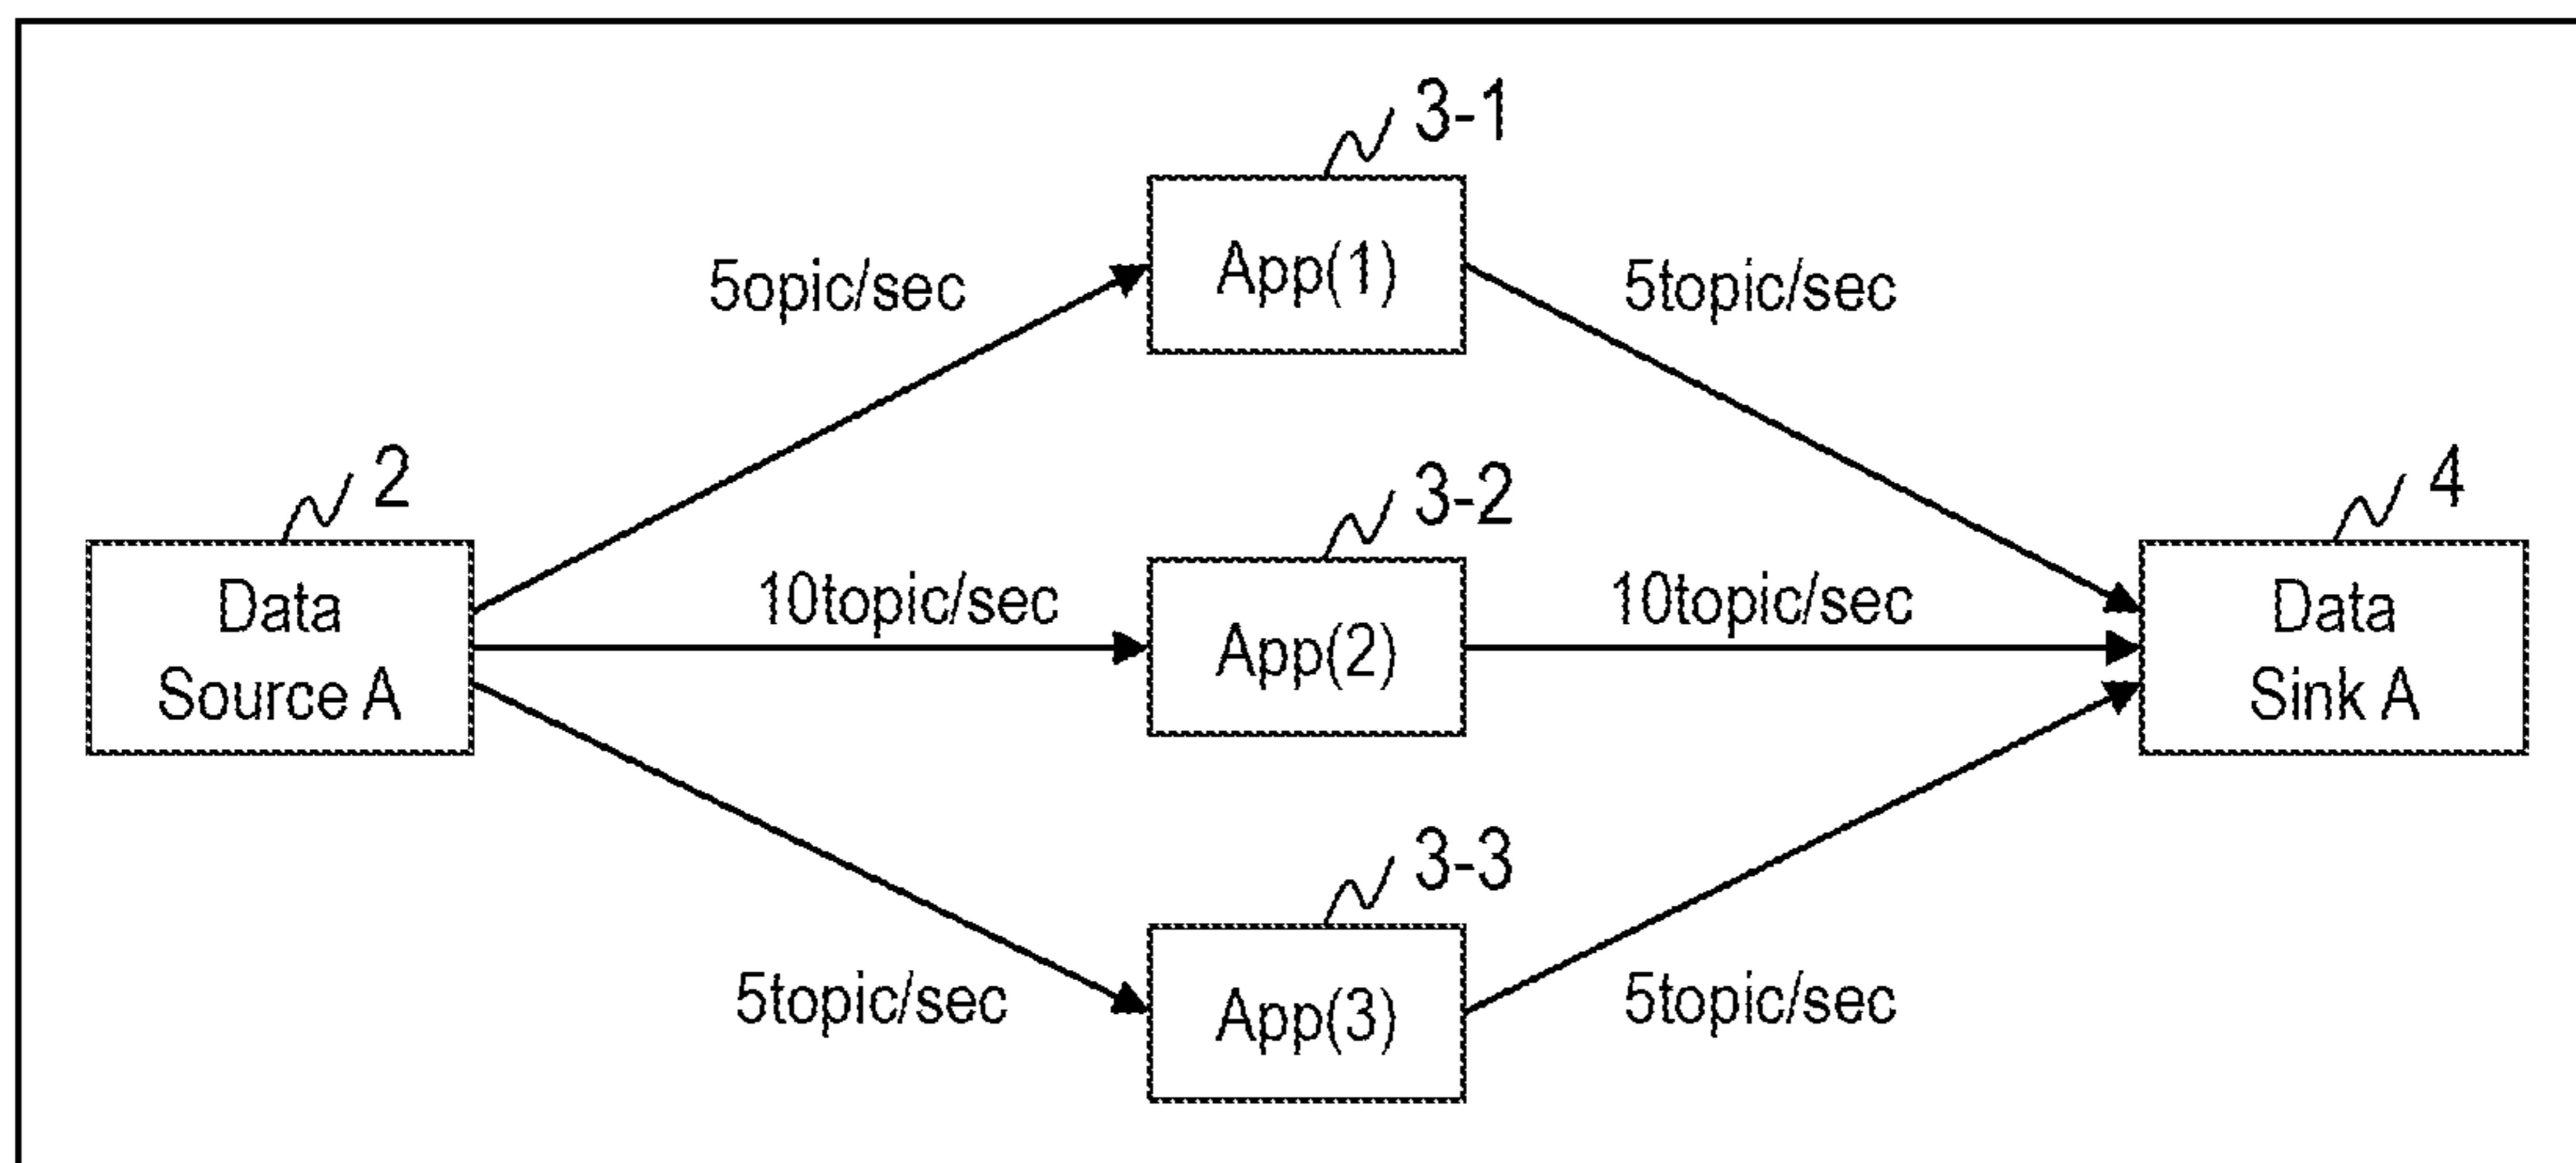 3-1
App(1)
5opic/sec
5topic/sec
2
3-2
4
Data
Source A
10topic/sec
App(2)
10topic/sec
Data
Sink A
3-3
App(3)
5topic/sec
5topic/sec